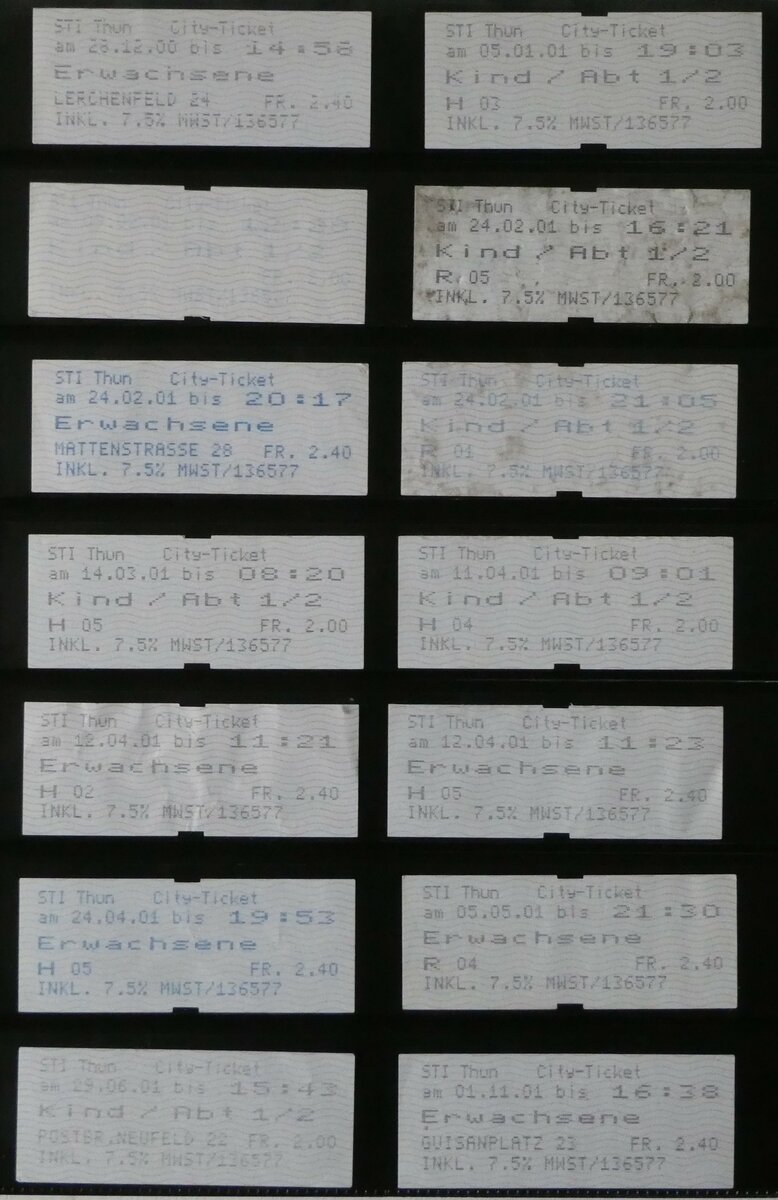 STI Thun City-Ticket
am 28.12.00 bis 14:58
Erwachsene
LERCHENFELD 24 FR. 2.40
INKL. 7.5% MWST/136577
STI Thun City-Ticket
am 05.01.01 bis 19:03
Kind / Abt 1/2
H 03 FR. 2.00
INKL. 7.5% MWST/136577
Abt
STI Thun City-Ticket
am 24.02.01 bis 16:21
Kind / Abt 1/2
R 05 FR. 2.00
INKL. 7.5% MWST/136577
STI Thun City-Ticket
am 24.02.01 bis 20:17
Erwachsene
MATTENSTRASSE 28 FR. 2.40
INKL. 7.5% MWST/136577
STI Thun City-Ticket
am 24.02.01 bis 21:05
Kind / Abt 1/2
R 01 FR. 2.00
INKL. 7.5% MWST/136577
STI Thun City-Ticket
am 14.03.01 bis 08:20
Kind / Abt 1/2
H 05 FR. 2.00
INKL. 7.5% MWST/136577
STI Thun City-Ticket
am 11.04.01 bis 09:01
Kind / Abt 1/2
H 04 FR. 2.00
INKL. 7.5% MWST/136577
STI Thun City-Ticket
am 12.04.01 bis 11:21
Erwachsene
H 02 FR. 2.40
INKL. 7.5% MWST/136577
STI Thun City-Ticket
am 12.04.01 bis 11:23
Erwachsene
H 05 FR. 2.40
INKL. 7.5% MWST/136577
STI Thun City-Ticket
am 24.04.01 bis 19:53
Erwachsene
H 05 FR. 2.40
INKL. 7.5% MWST/136577
STI Thun City-Ticket
am 05.05.01 bis 21:30
Erwachsene
R 04 FR. 2.40
INKL. 7.5% MWST/136577
STI Thun City-Ticket
am 29.06.01 bis 15:43
Kind / Abt 1/2
POSTER.NEUFELD 22 FR. 2.00
INKL. 7.5% MWST/136577
STI Thun City-Ticket
am 01.11.01 bis 16:38
Erwachsene
GUISANPLATZ 23 FR. 2.40
INKL. 7.5% MWST/136577